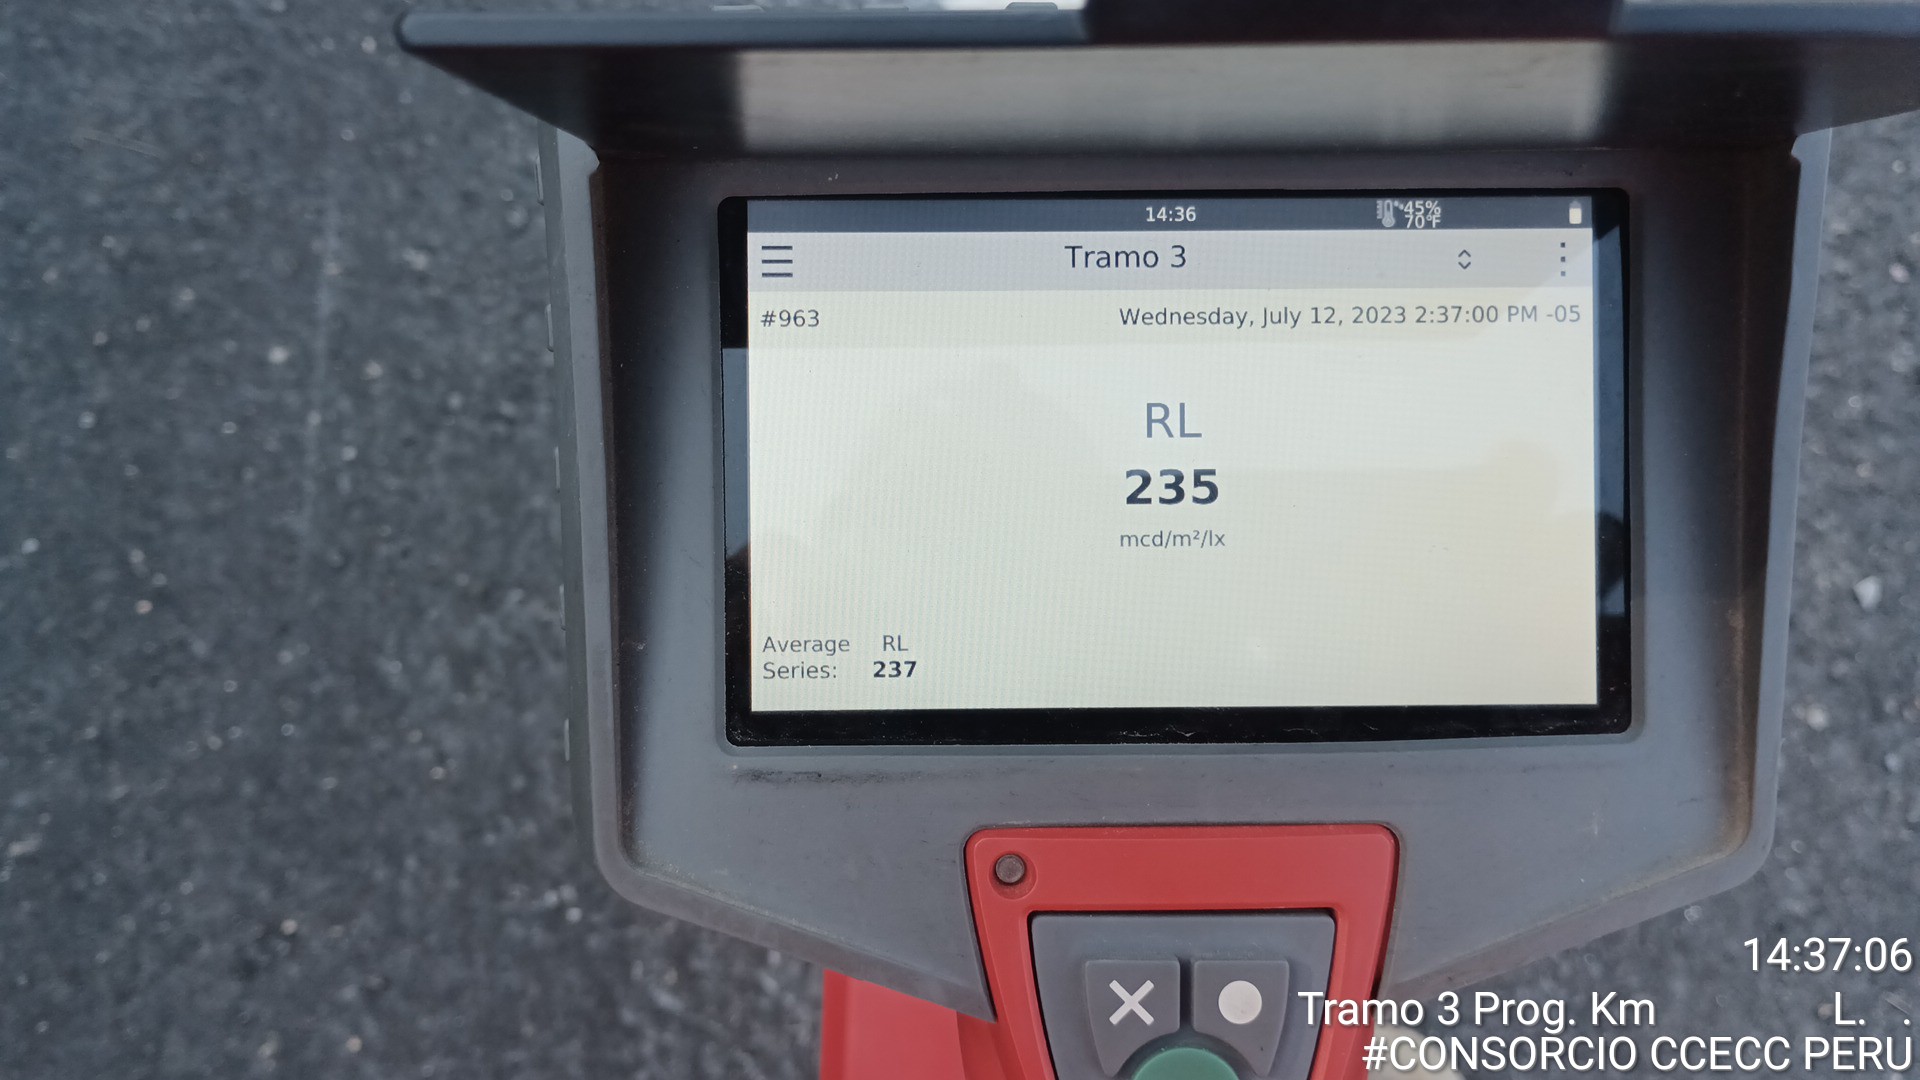 14:36
45%
70°F
Tramo 3
#963
Wednesday, July 12, 2023 2:37:00 PM -05
RL
235
mcd/m²/lx
Average RL
Series: 237
14:37:06
Tramo 3 Prog. Km L. .
#CONSORCIO CCECC PERU